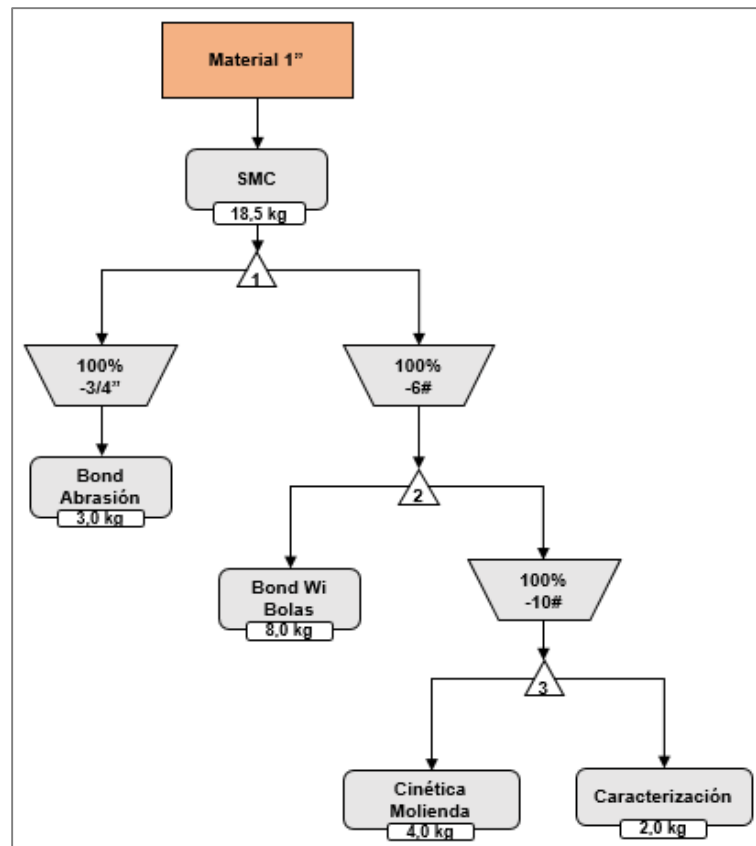 Material 1”
SMC
18,5 kg
1
100%
-3/4”
100%
-6#
Bond
Abrasión
3,0 kg
2
Bond Wi
Bolas
8,0 kg
100%
-10#
3
Cinética
Molienda
4,0 kg
Caracterización
2,0 kg